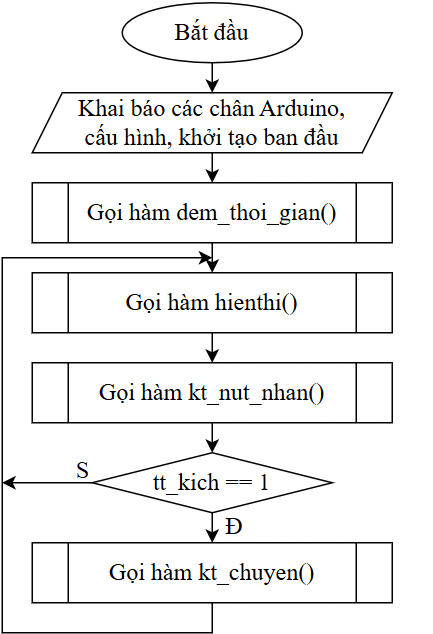 Bắt đầu
Khai báo các chân Arduino,
cấu hình, khởi tạo ban đầu
Gọi hàm dem_thoi_gian()
Gọi hàm hienthi()
Gọi hàm kt_nut_nhan()
S
tt_kich == 1
Đ
Gọi hàm kt_chuyen()